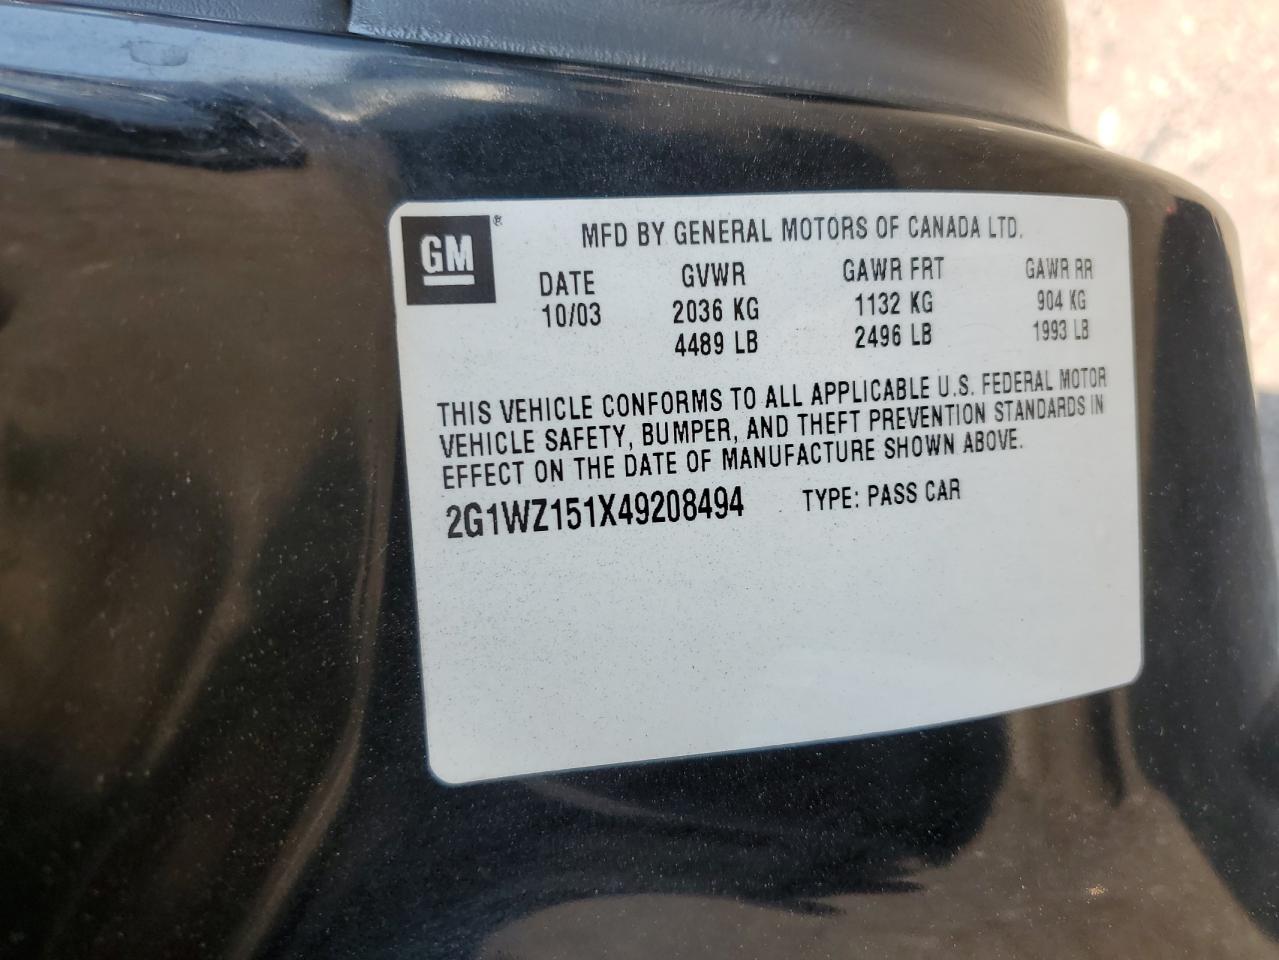 GM®
MFD BY GENERAL MOTORS OF CANADA LTD.
DATE GVWR GAWR FRT GAWR RR
10/03 2036 KG 1132 KG 904 KG
4489 LB 2496 LB 1993 LB
THIS VEHICLE CONFORMS TO ALL APPLICABLE U.S. FEDERAL MOTOR
VEHICLE SAFETY, BUMPER, AND THEFT PREVENTION STANDARDS IN
EFFECT ON THE DATE OF MANUFACTURE SHOWN ABOVE.
2G1WZ151X49208494 TYPE: PASS CAR